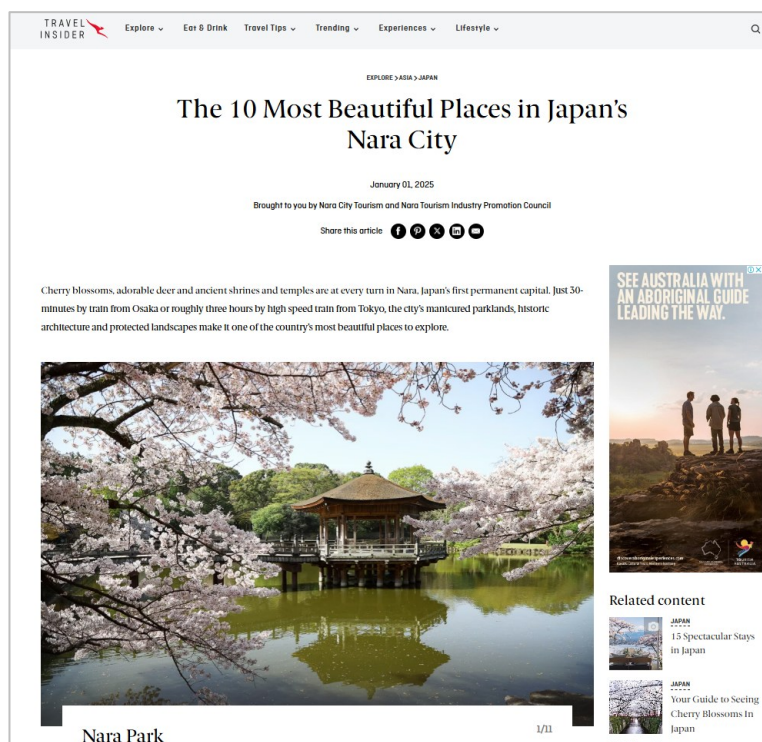 TRAVEL
INSIDER
Explore
Eat & Drink
Travel Tips
Trending
Experiences
Lifestyle
EXPLORE > ASIA > JAPAN
The 10 Most Beautiful Places in Japan's
Nara City
January 01, 2025
Brought to you by Nara City Tourism and Nara Tourism Industry Promotion Council
Share this article
Cherry blossoms, adorable deer and ancient shrines and temples are at every turn in Nara, Japan's first permanent capital. Just 30-
minutes by train from Osaka or roughly three hours by high speed train from Tokyo, the city's manicured parklands, historic
architecture and protected landscapes make it one of the country's most beautiful places to explore.
SEE AUSTRALIA WITH
AN ABORIGINAL GUIDE
LEADING THE WAY.
Nara Park
1/11
Related content
JAPAN
15 Spectacular Stays
in Japan
JAPAN
Your Guide to Seeing
Cherry Blossoms In
Japan